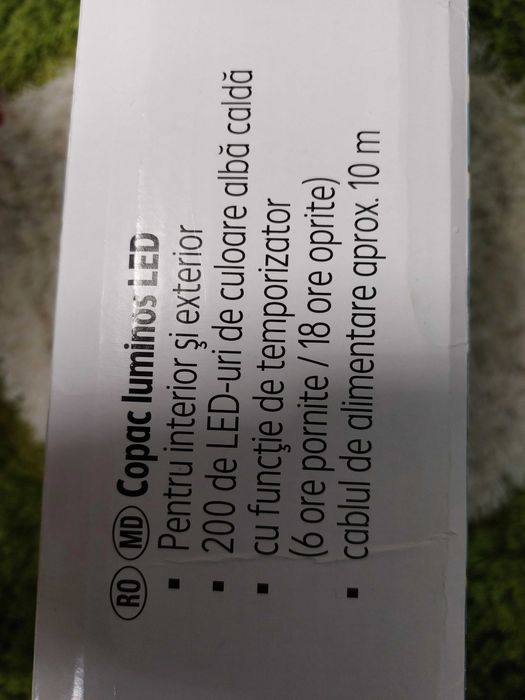 RO MD Copac luminos LED
▪ Pentru interior şi exterior
▪ 200 de LED-uri de culoare albă caldă
▪ cu funcţie de temporizator
(6 ore pornite / 18 ore oprite)
▪ cablul de alimentare aprox. 10 m